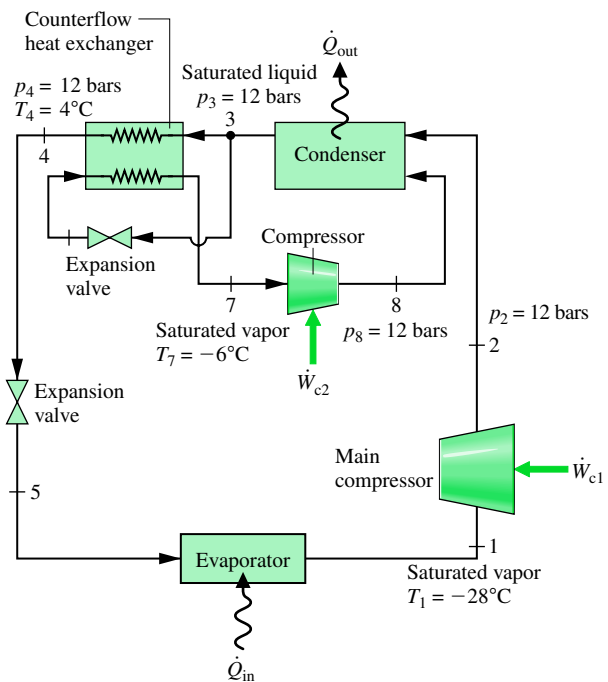 Counterflow
heat exchanger
Q̇out
p4 = 12 bars
T4 = 4°C
Saturated liquid
p3 = 12 bars
3
4
Condenser
Expansion
valve
Compressor
7
8
Saturated vapor
T7 = −6°C
p8 = 12 bars
p2 = 12 bars
2
Ẇc2
Expansion
valve
Main
compressor
Ẇc1
5
Evaporator
1
Saturated vapor
T1 = −28°C
Q̇in